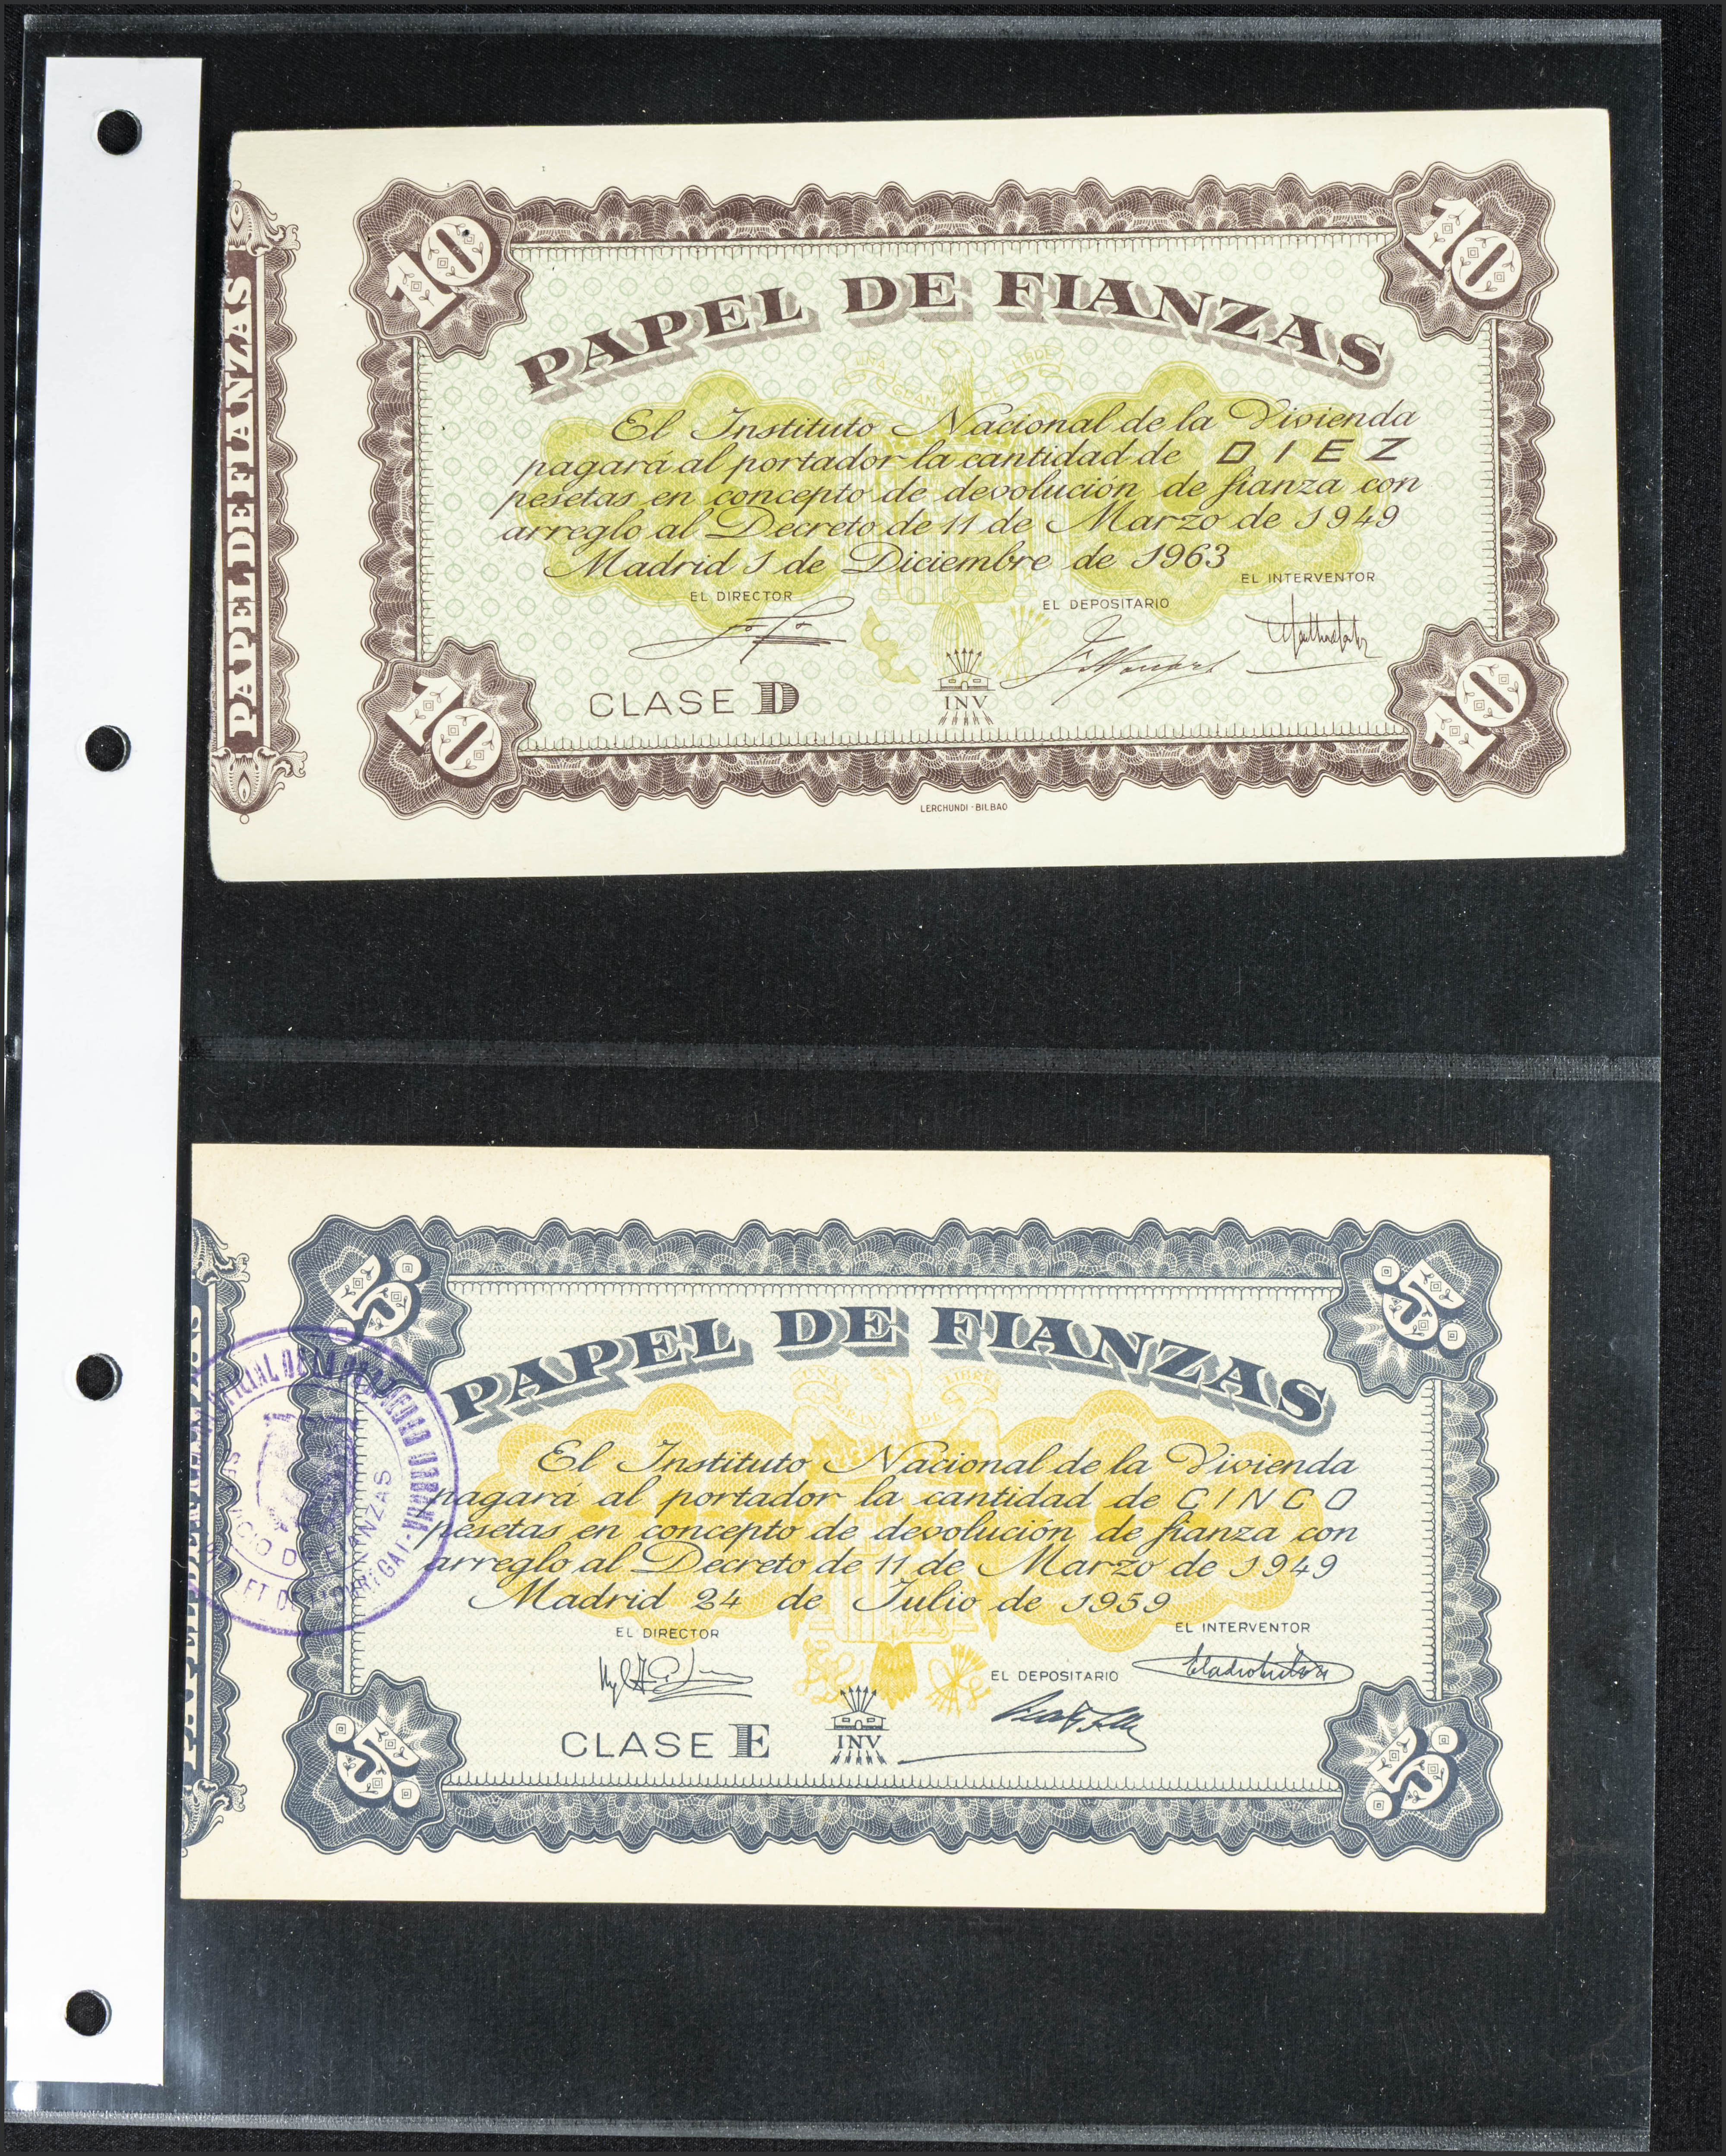 PAPEL DE FIANZAS
10
10
PAPEL DE FIANZAS
El Instituto Nacional de la Vivienda
pagará al portador la cantidad de DIEZ
pesetas en concepto de devolución de fianza con
arreglo al Decreto de 11 de Marzo de 1949
Madrid 1 de Diciembre de 1963
EL DIRECTOR
EL DEPOSITARIO
EL INTERVENTOR
CLASE D
INV
10
10
LERCHUNDI - BILBAO
5
5
PAPEL DE FIANZAS
El Instituto Nacional de la Vivienda
pagará al portador la cantidad de CINCO
pesetas en concepto de devolución de fianza con
arreglo al Decreto de 11 de Marzo de 1949
Madrid 24 de Julio de 1959
EL DIRECTOR
EL DEPOSITARIO
EL INTERVENTOR
CLASE E
INV
5
5